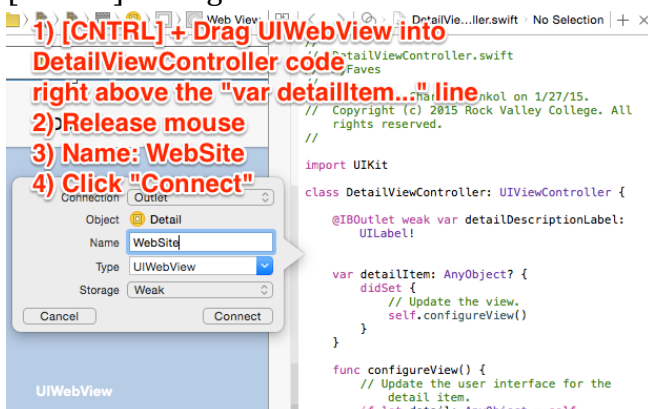 Web View
DetailVie...ller.swift › No Selection
1) [CNTRL] + Drag UIWebView into
DetailViewController code
right above the "var detailItem..." line
2) Release mouse
3) Name: WebSite
4) Click "Connect"
Connection Outlet
Object Detail
Name WebSite
Type UIWebView
Storage Weak
Cancel Connect
UIWebView
//
DetailViewController.swift
//
on 1/27/15.
// Copyright (c) 2015 Rock Valley College. All
rights reserved.
//
import UIKit
class DetailViewController: UIViewController {
@IBOutlet weak var detailDescriptionLabel:
UILabel!
var detailItem: AnyObject? {
didSet {
// Update the view.
self.configureView()
}
}
func configureView() {
// Update the user interface for the
detail item.